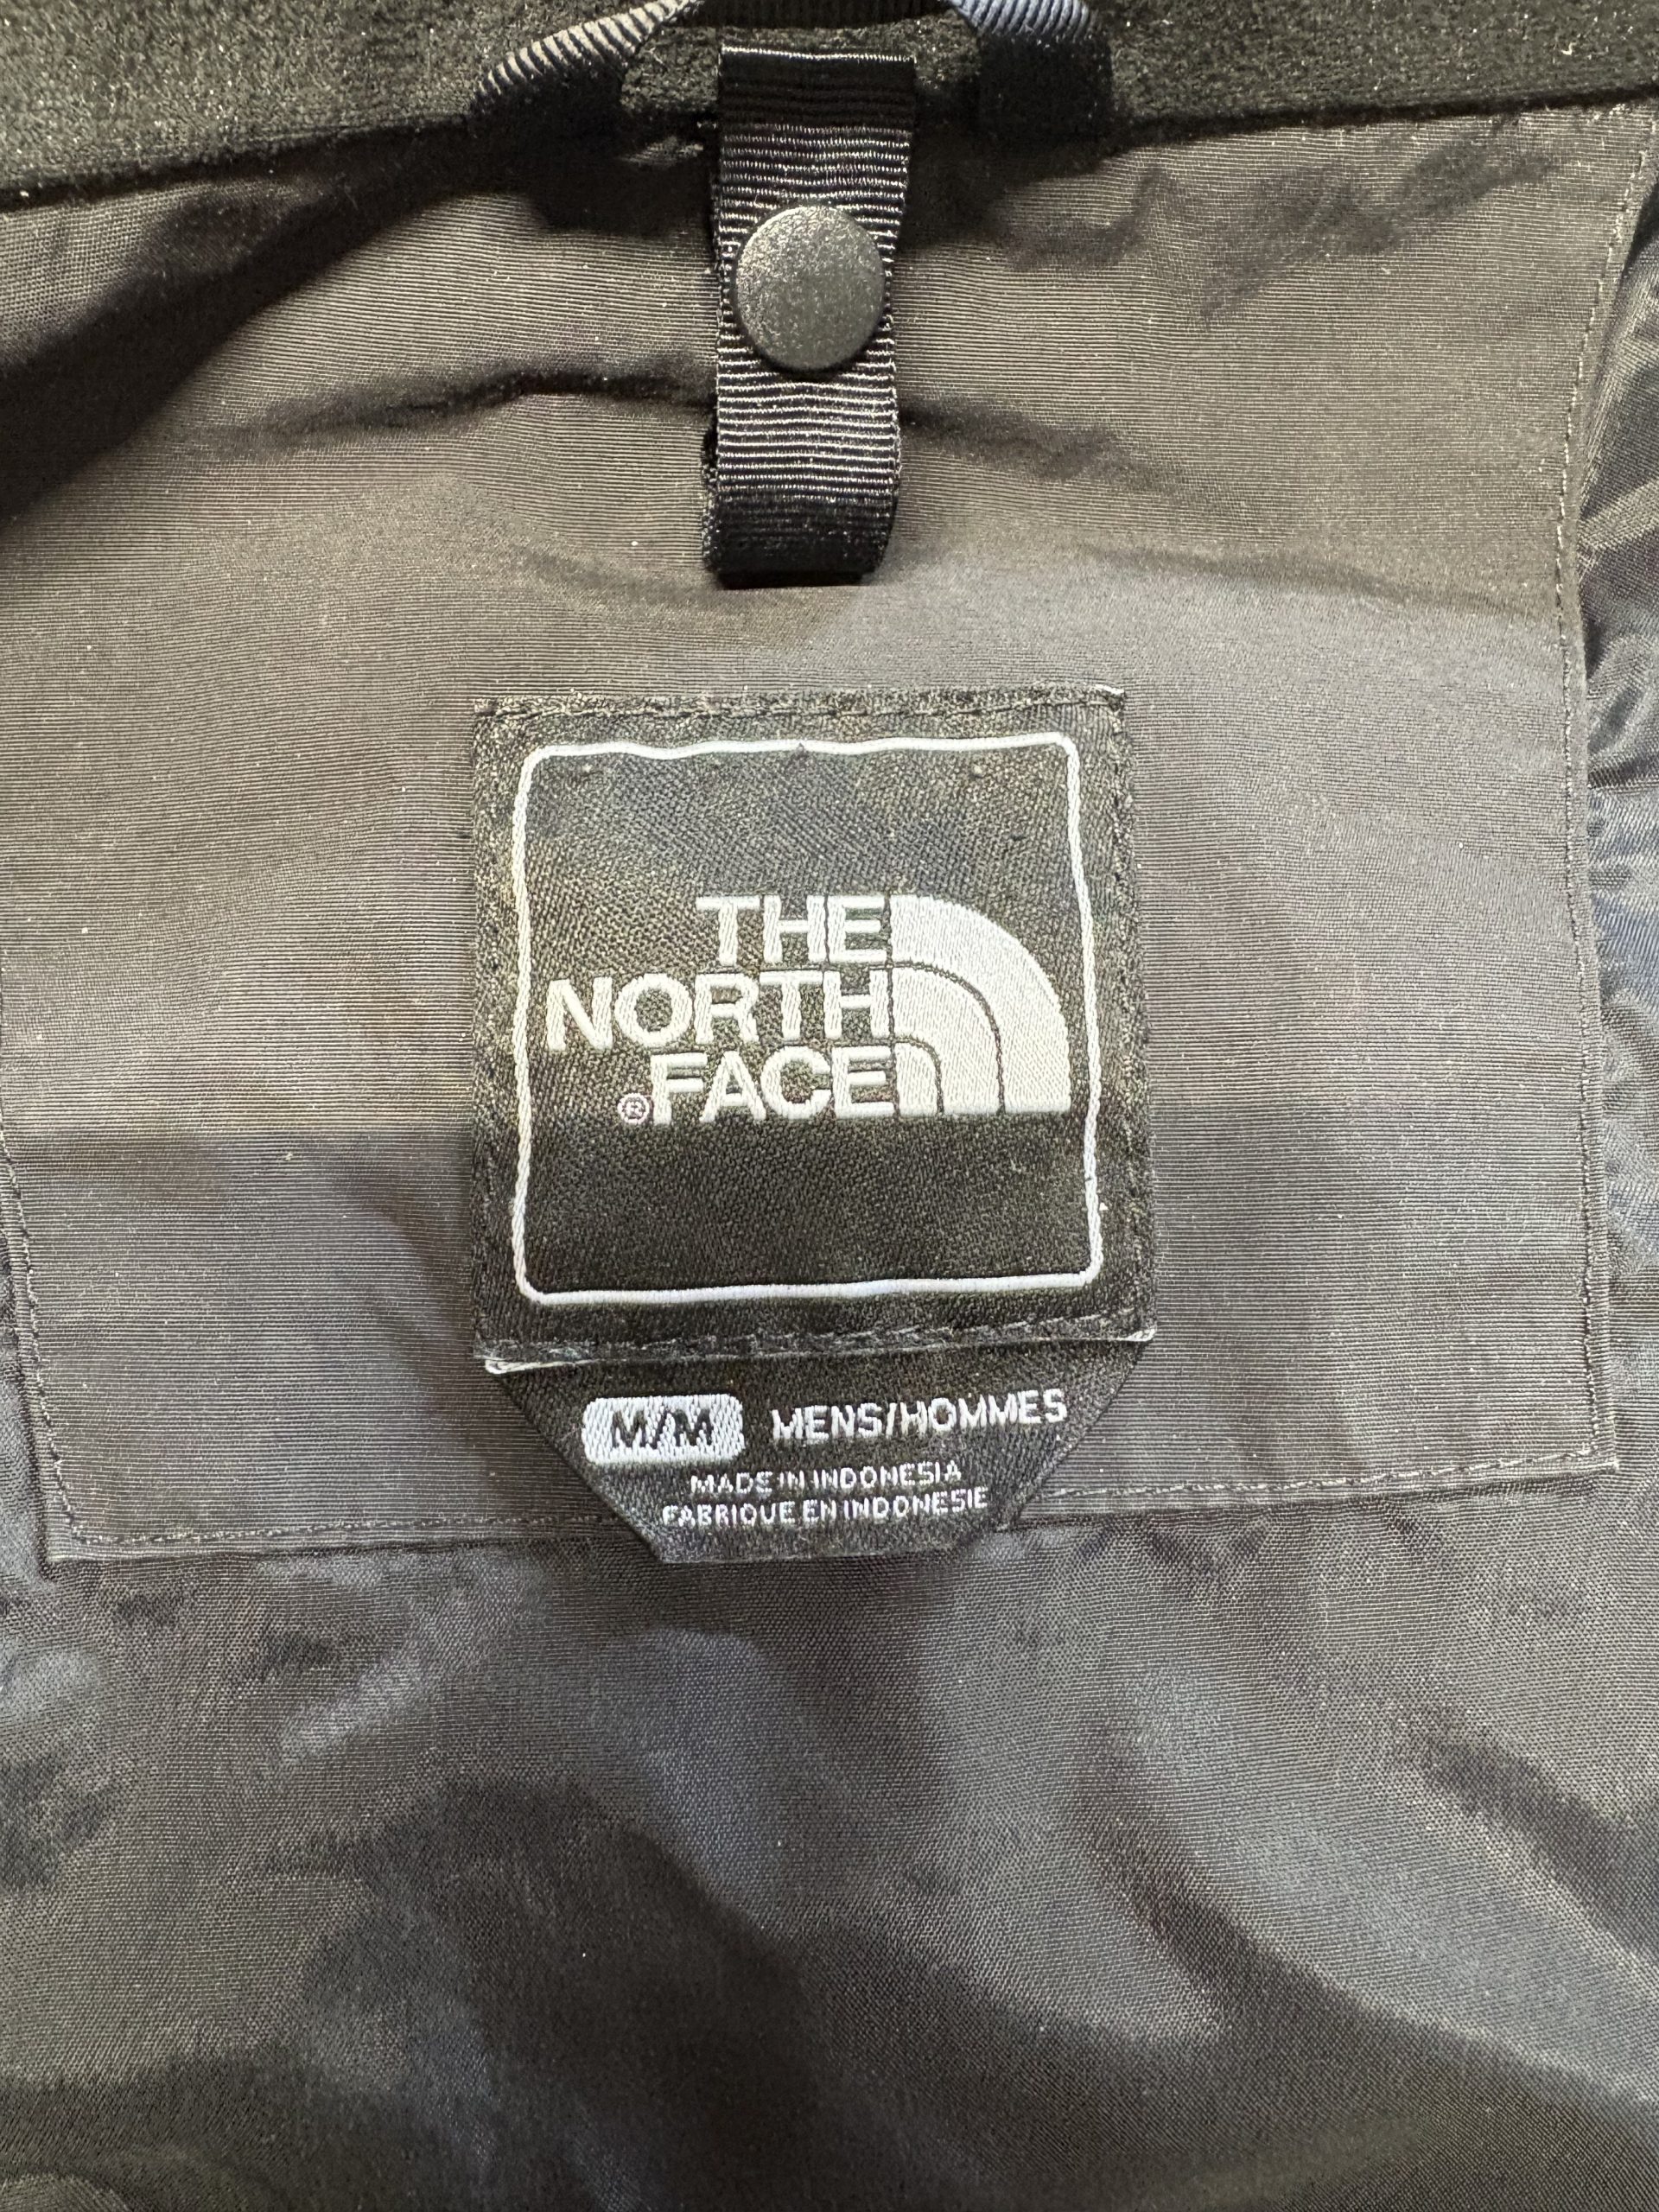 THE
NORTH
® FACE
M/M MENS/HOMMES
MADE IN INDONESIA
FABRIQUE EN INDONESIE